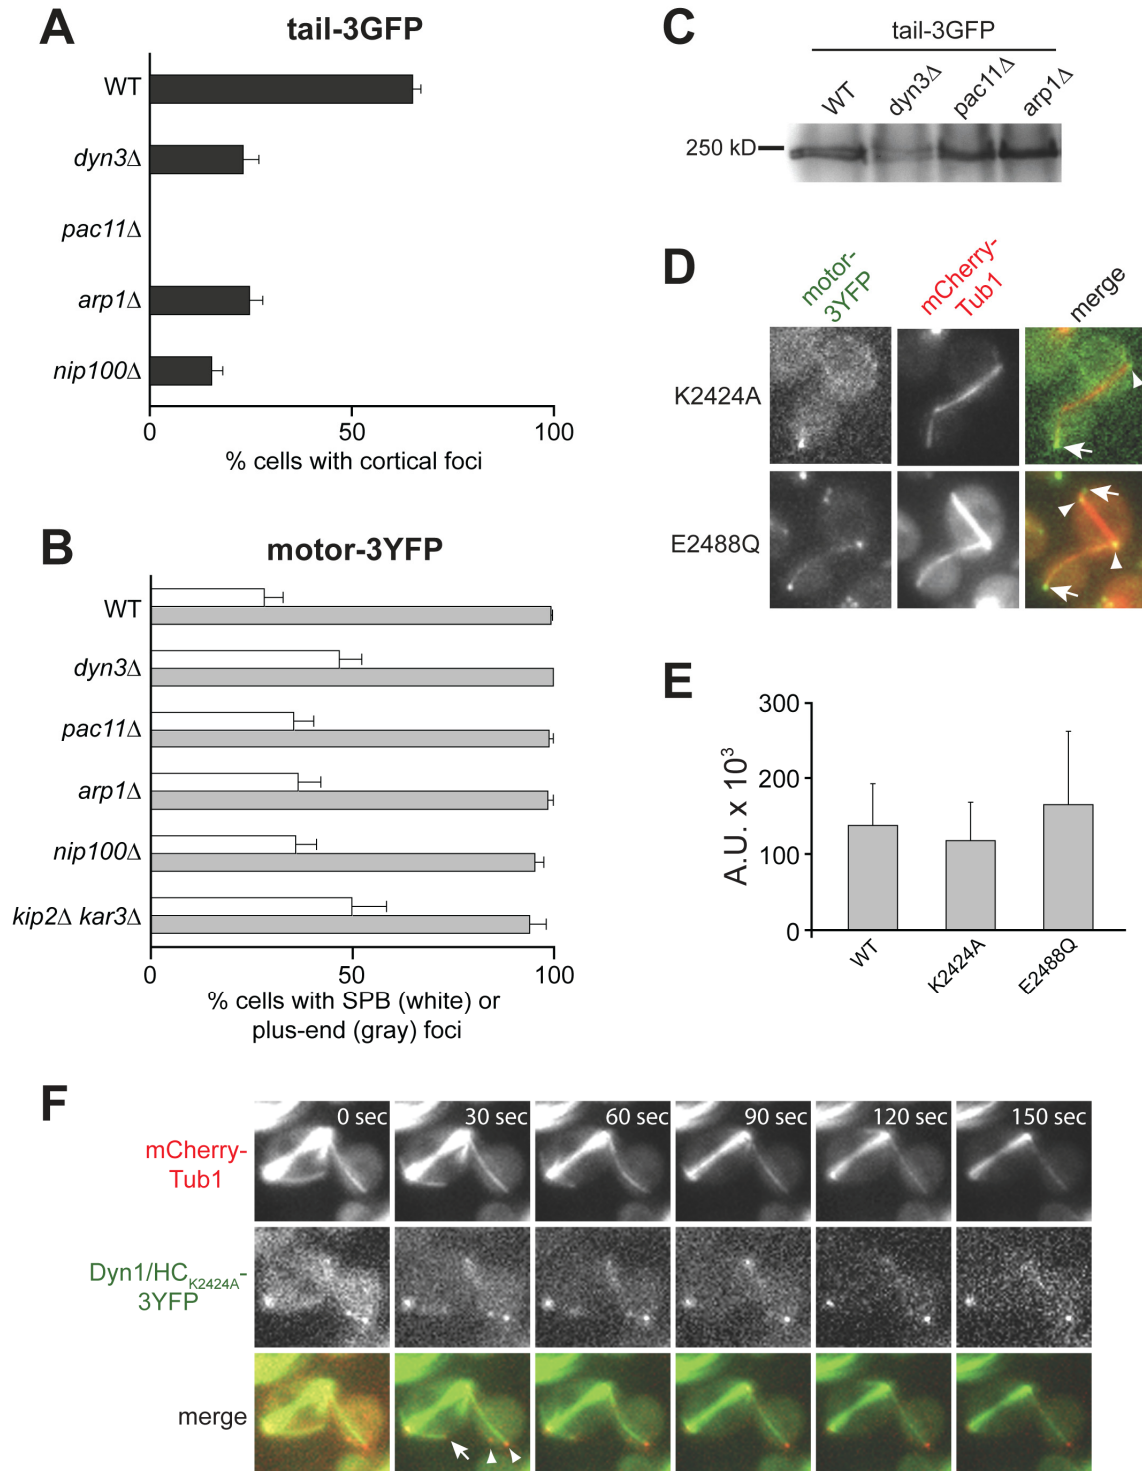 A
tail-3GFP
WT
dyn3Δ
pac11Δ
arp1Δ
nip100Δ
0
50
100
% cells with cortical foci
B
motor-3YFP
WT
dyn3Δ
pac11Δ
arp1Δ
nip100Δ
kip2Δ kar3Δ
0
50
100
% cells with SPB (white) or
plus-end (gray) foci
C
tail-3GFP
WT
dyn3Δ
pac11Δ
arp1Δ
250 kD
D
motor-
3YFP
mCherry-
Tub1
merge
K2424A
E2488Q
E
A.U. x 10³
300
200
100
0
WT
K2424A
E2488Q
F
0 sec
30 sec
60 sec
90 sec
120 sec
150 sec
mCherry-
Tub1
Dyn1/HC_K2424A-
3YFP
merge